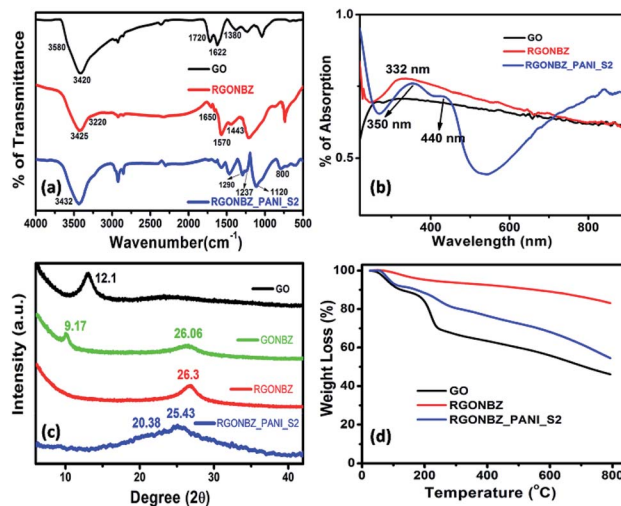 3580
3420
1720
1622
1380
GO
3425
3220
1650
1570
1443
RGONBZ
3432
1290
1237
1120
800
RGONBZ_PANI_S2
% of Transmittance
(a)
4000 3500 3000 2500 2000 1500 1000 500
Wavenumber(cm-1)
GO
RGONBZ
RGONBZ_PANI_S2
332 nm
350 nm
440 nm
1.0
0.5
% of Absorption
(b)
400 600 800
Wavelength (nm)
12.1
GO
9.17
26.06
GONBZ
26.3
RGONBZ
20.38
25.43
RGONBZ_PANI_S2
Intensity (a.u.)
(c)
10 20 30 40
Degree (2θ)
100
80
60
40
20
0
Weight Loss (%)
GO
RGONBZ
RGONBZ_PANI_S2
(d)
0 200 400 600 800
Temperature (°C)